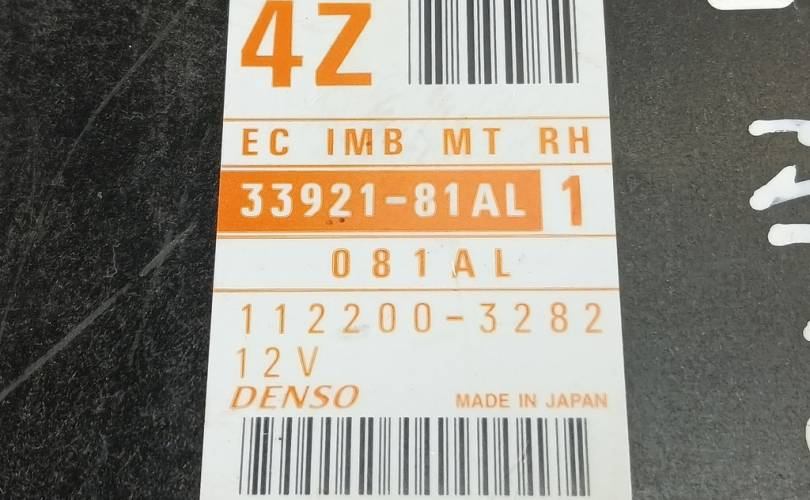 4Z
EC IMB MT RH
33921-81AL 1
081AL
112200-3282
12V
DENSO MADE IN JAPAN